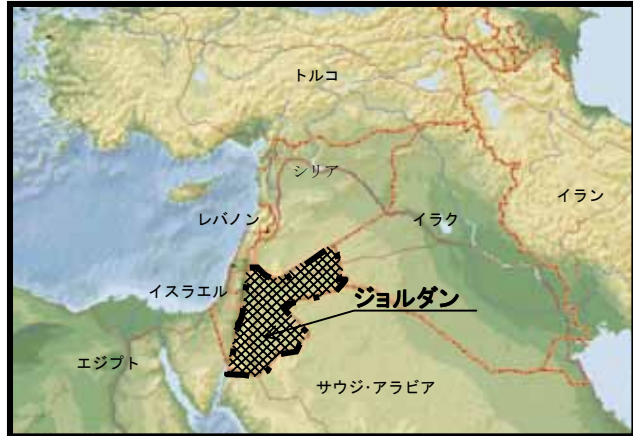 トルコ
シリア
イラン
レバノン
イラク
イスラエル
ジョルダン
エジプト
サウジ・アラビア